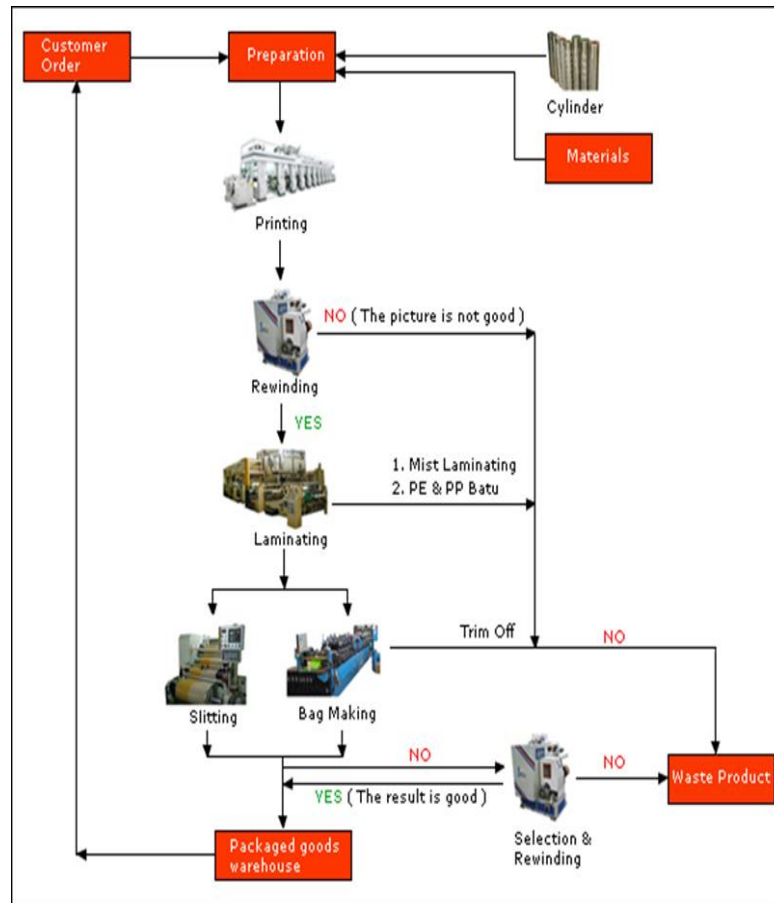 Customer
Order
Preparation
Cylinder
Materials
Printing
NO ( The picture is not good )
Rewinding
YES
1. Mist Laminating
2. PE & PP Batu
Laminating
Trim Off
NO
Slitting
Bag Making
NO
NO
Waste Product
YES ( The result is good )
Selection &
Rewinding
Packaged goods
warehouse